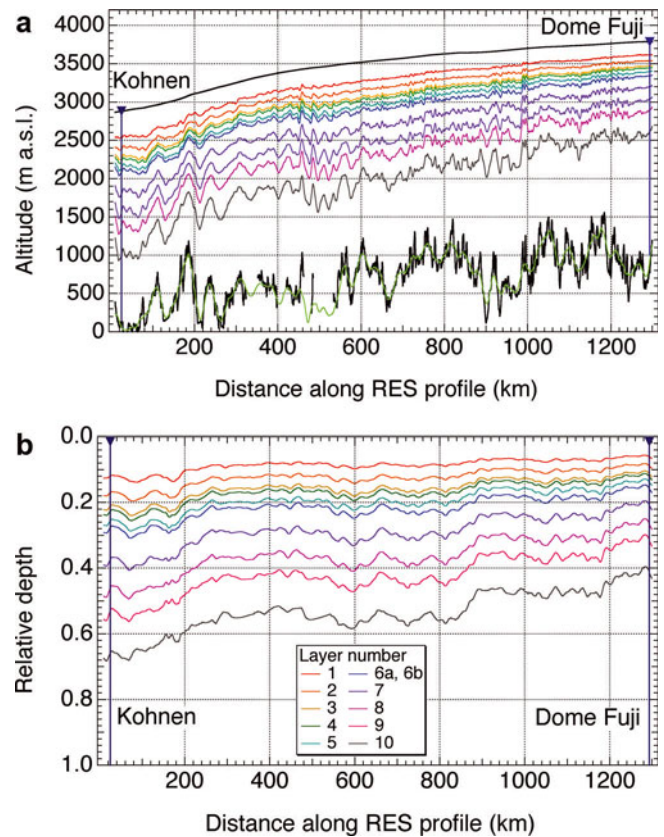 a
4000
3500
3000
2500
2000
1500
1000
500
0
Altitude (m a.s.l.)
Kohnen
Dome Fuji
200 400 600 800 1000 1200
Distance along RES profile (km)
b
0.0
0.2
0.4
0.6
0.8
1.0
Relative depth
Layer number
1 6a, 6b
2 7
3 8
4 9
5 10
Kohnen
Dome Fuji
200 400 600 800 1000 1200
Distance along RES profile (km)